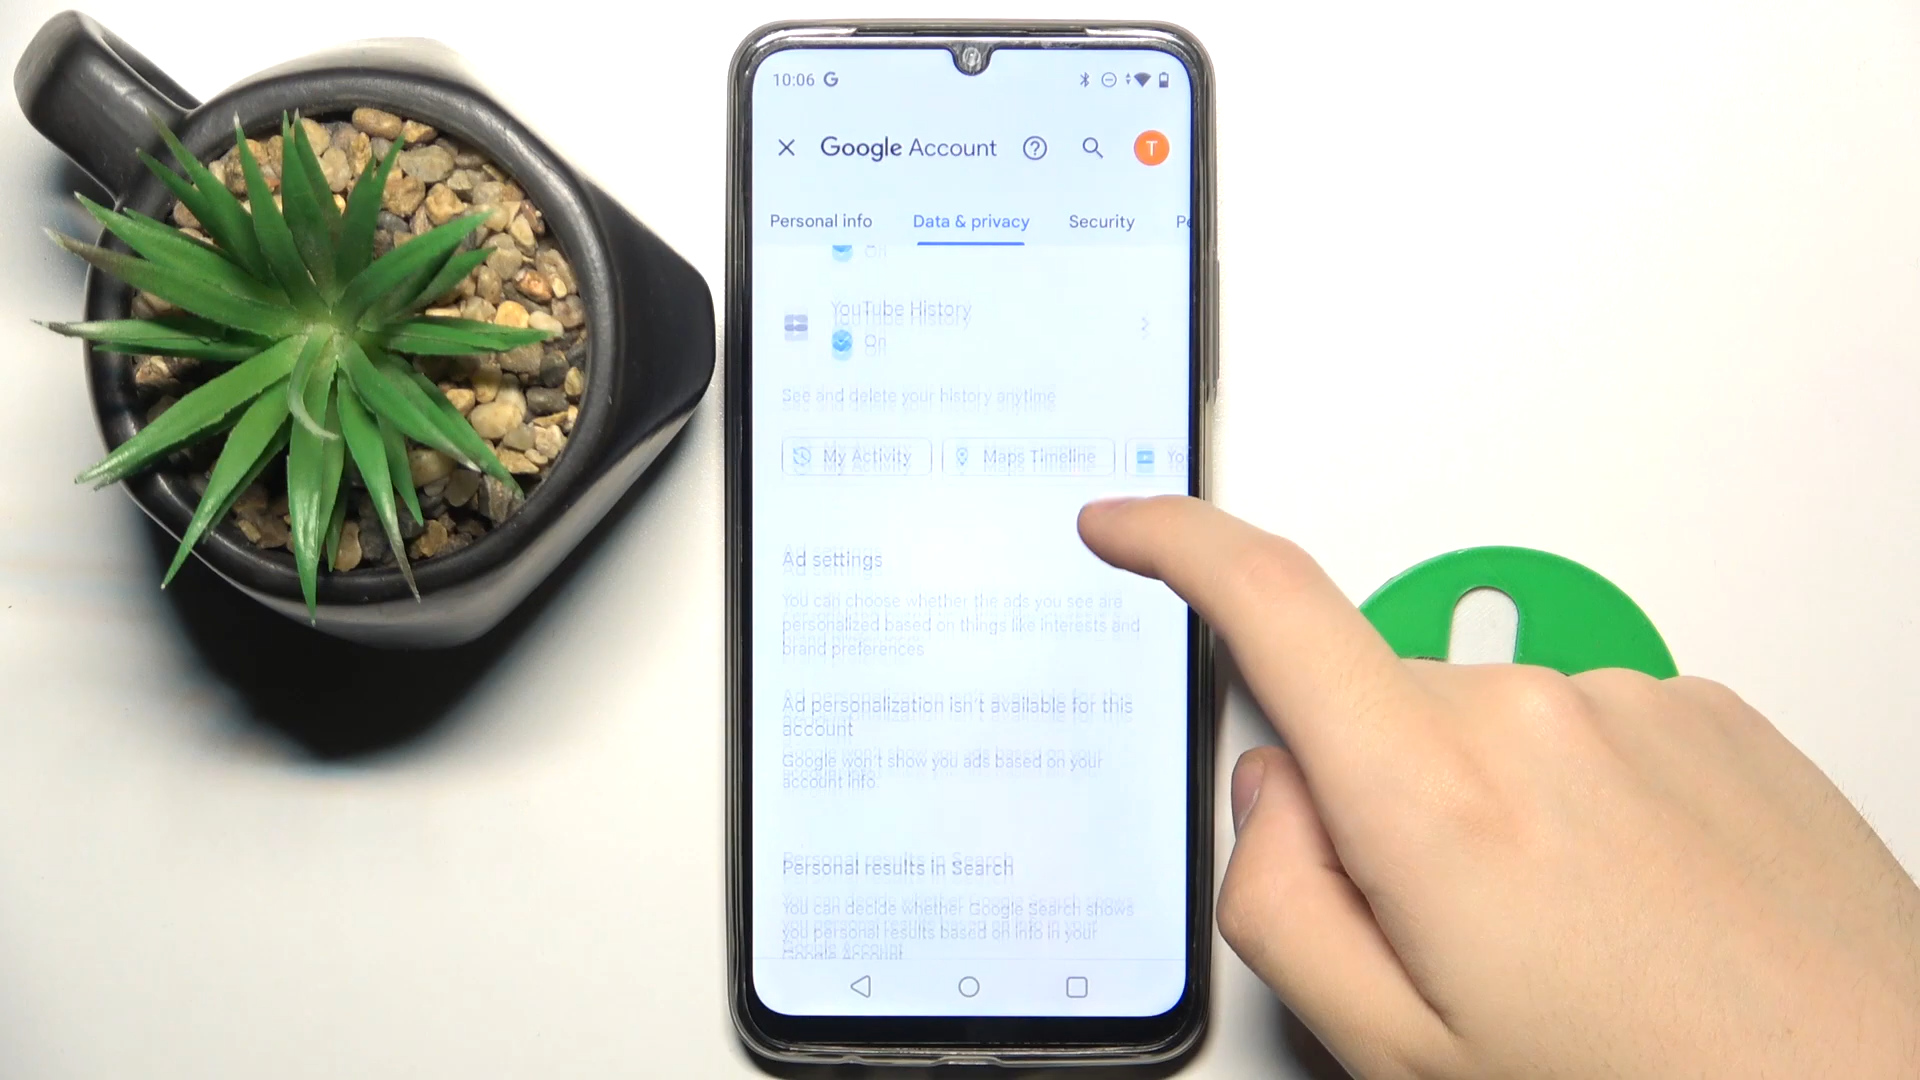 10:06 G
Google Account
T
Personal info Data & privacy Security
On
YouTube History
On
See and delete your history anytime
My Activity Maps Timeline
Ad settings
You can choose whether the ads you see are
personalized based on things like interests and
brand preferences
Ad personalization isn't available for this
account
Google won't show you ads based on your
account info.
Personal results in Search
You can decide whether Google Search shows
you personal results based on info in your
Google Account